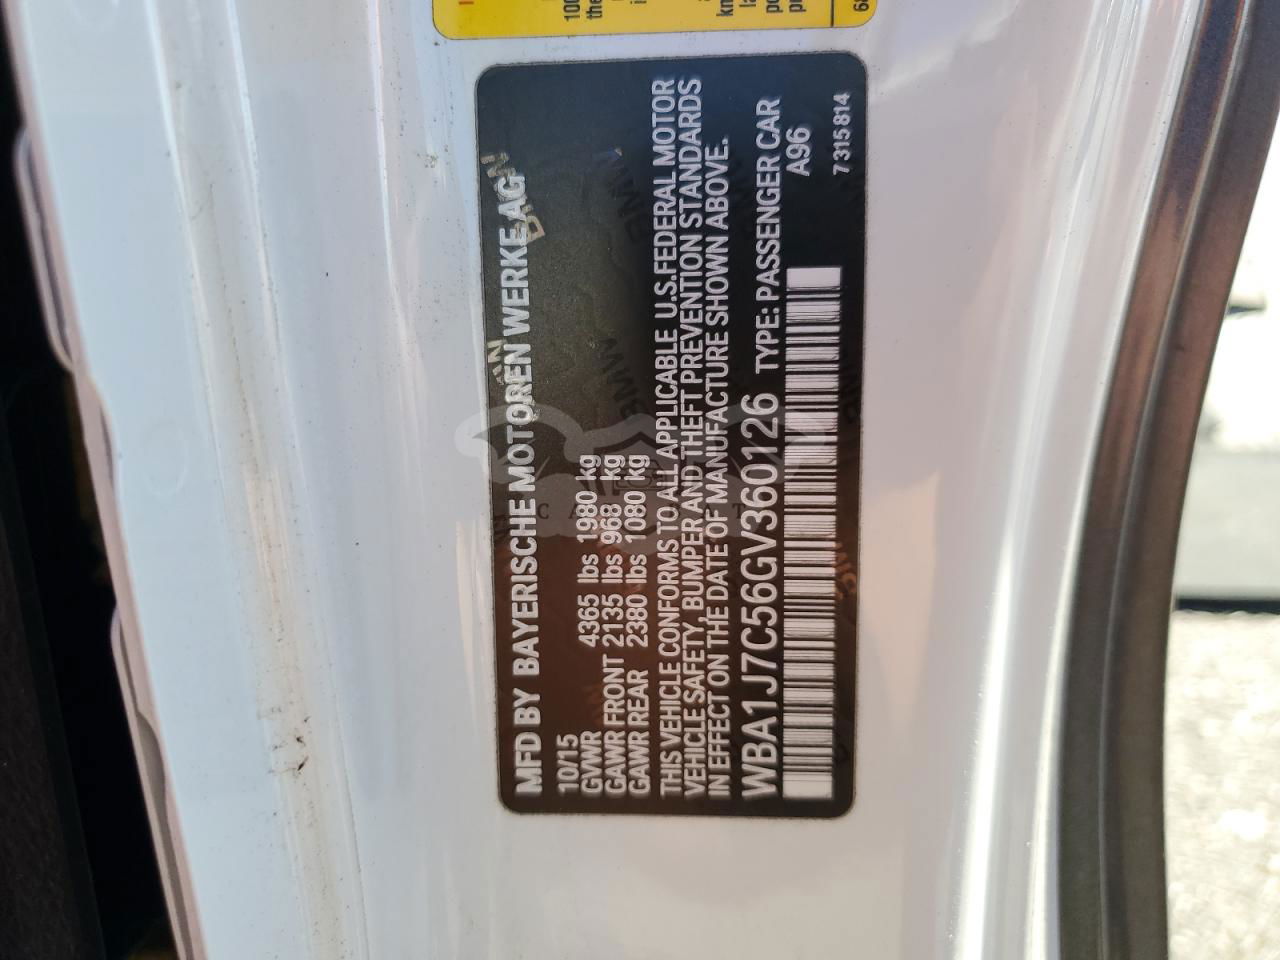 MFD BY BAYERISCHE MOTOREN WERKE AG
10/15
GVWR 4365 lbs 1980 kg
GAWR FRONT 2135 lbs 968 kg
GAWR REAR 2380 lbs 1080 kg
THIS VEHICLE CONFORMS TO ALL APPLICABLE U.S.FEDERAL MOTOR
VEHICLE SAFETY, BUMPER AND THEFT PREVENTION STANDARDS
IN EFFECT ON THE DATE OF MANUFACTURE SHOWN ABOVE.
WBA1J7C56GV360126 TYPE: PASSENGER CAR
A96
7 315 814